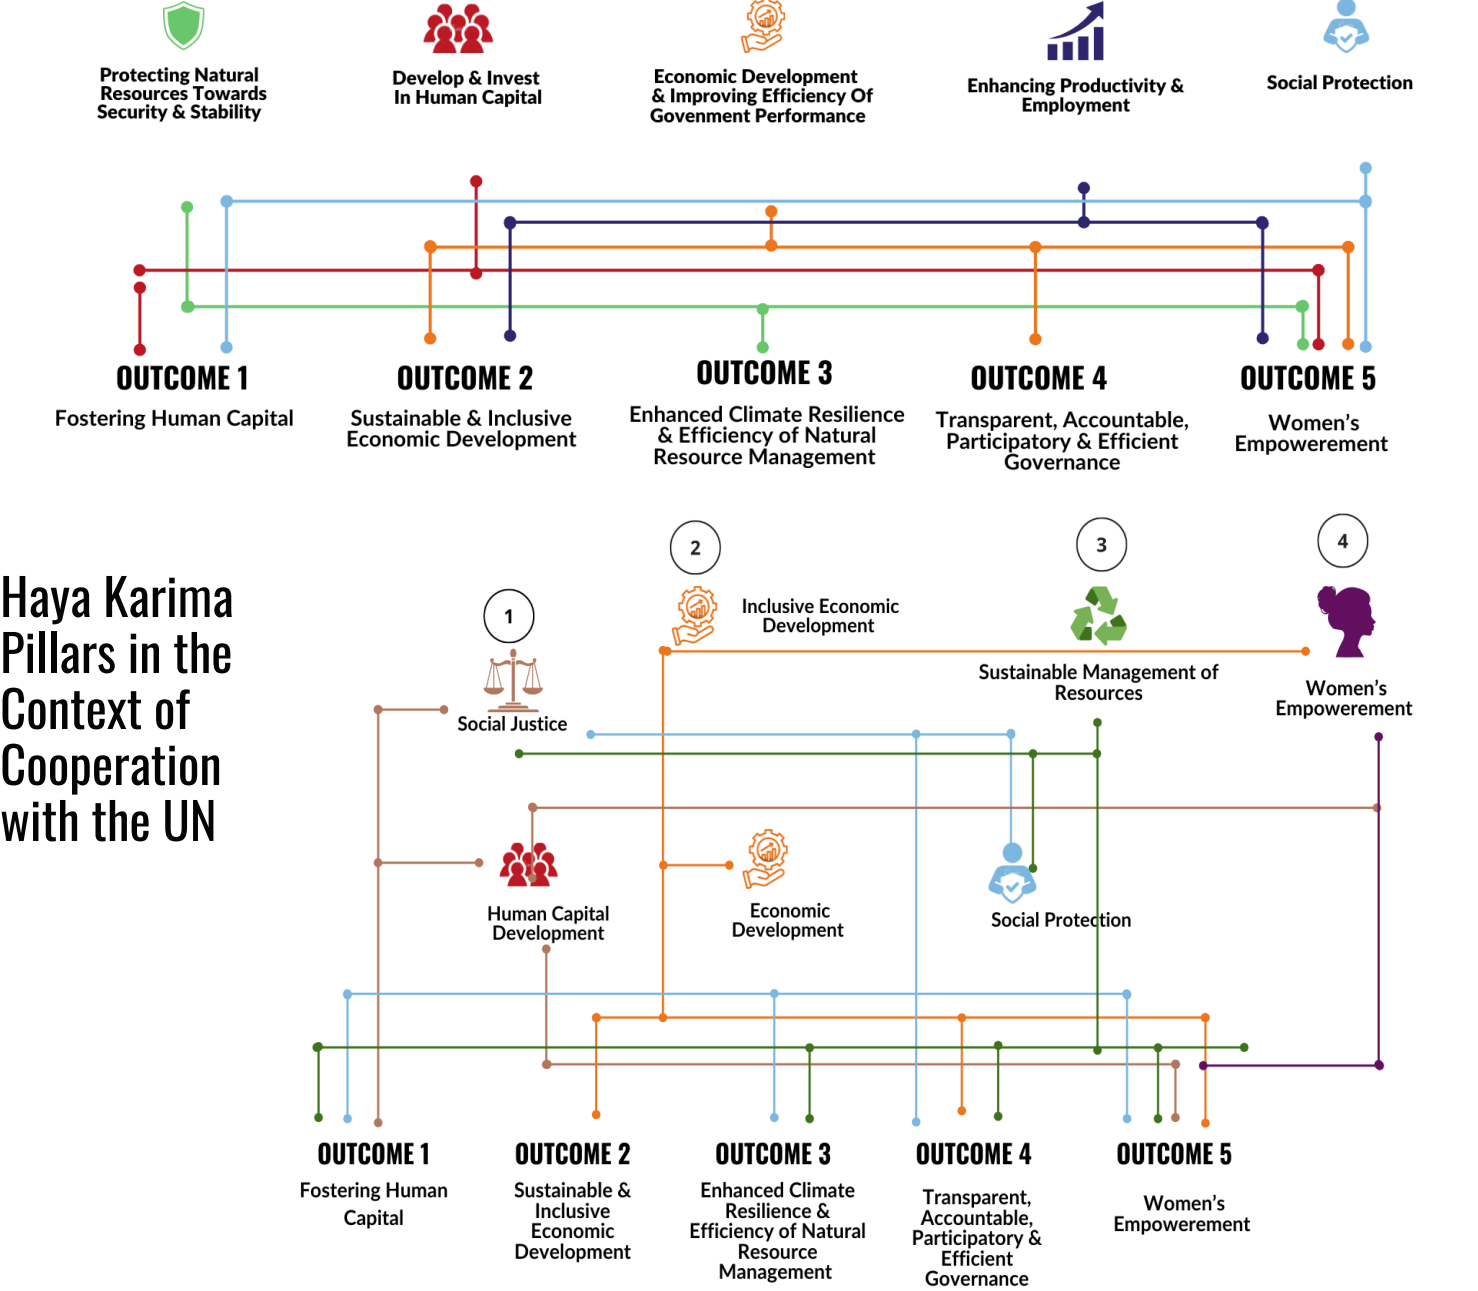 Protecting Natural
Resources Towards
Security & Stability
Develop & Invest
In Human Capital
Economic Development
& Improving Efficiency Of
Govenment Performance
Enhancing Productivity &
Employment
Social Protection
OUTCOME 1
Fostering Human Capital
OUTCOME 2
Sustainable & Inclusive
Economic Development
OUTCOME 3
Enhanced Climate Resilience
& Efficiency of Natural
Resource Management
OUTCOME 4
Transparent, Accountable,
Participatory & Efficient
Governance
OUTCOME 5
Women's
Empowerement
Haya Karima
Pillars in the
Context of
Cooperation
with the UN
1
Social Justice
2
Inclusive Economic
Development
3
Sustainable Management of
Resources
4
Women's
Empowerement
Human Capital
Development
Economic
Development
Social Protection
OUTCOME 1
Fostering Human
Capital
OUTCOME 2
Sustainable &
Inclusive
Economic
Development
OUTCOME 3
Enhanced Climate
Resilience &
Efficiency of Natural
Resource
Management
OUTCOME 4
Transparent,
Accountable,
Participatory &
Efficient
Governance
OUTCOME 5
Women's
Empowerement